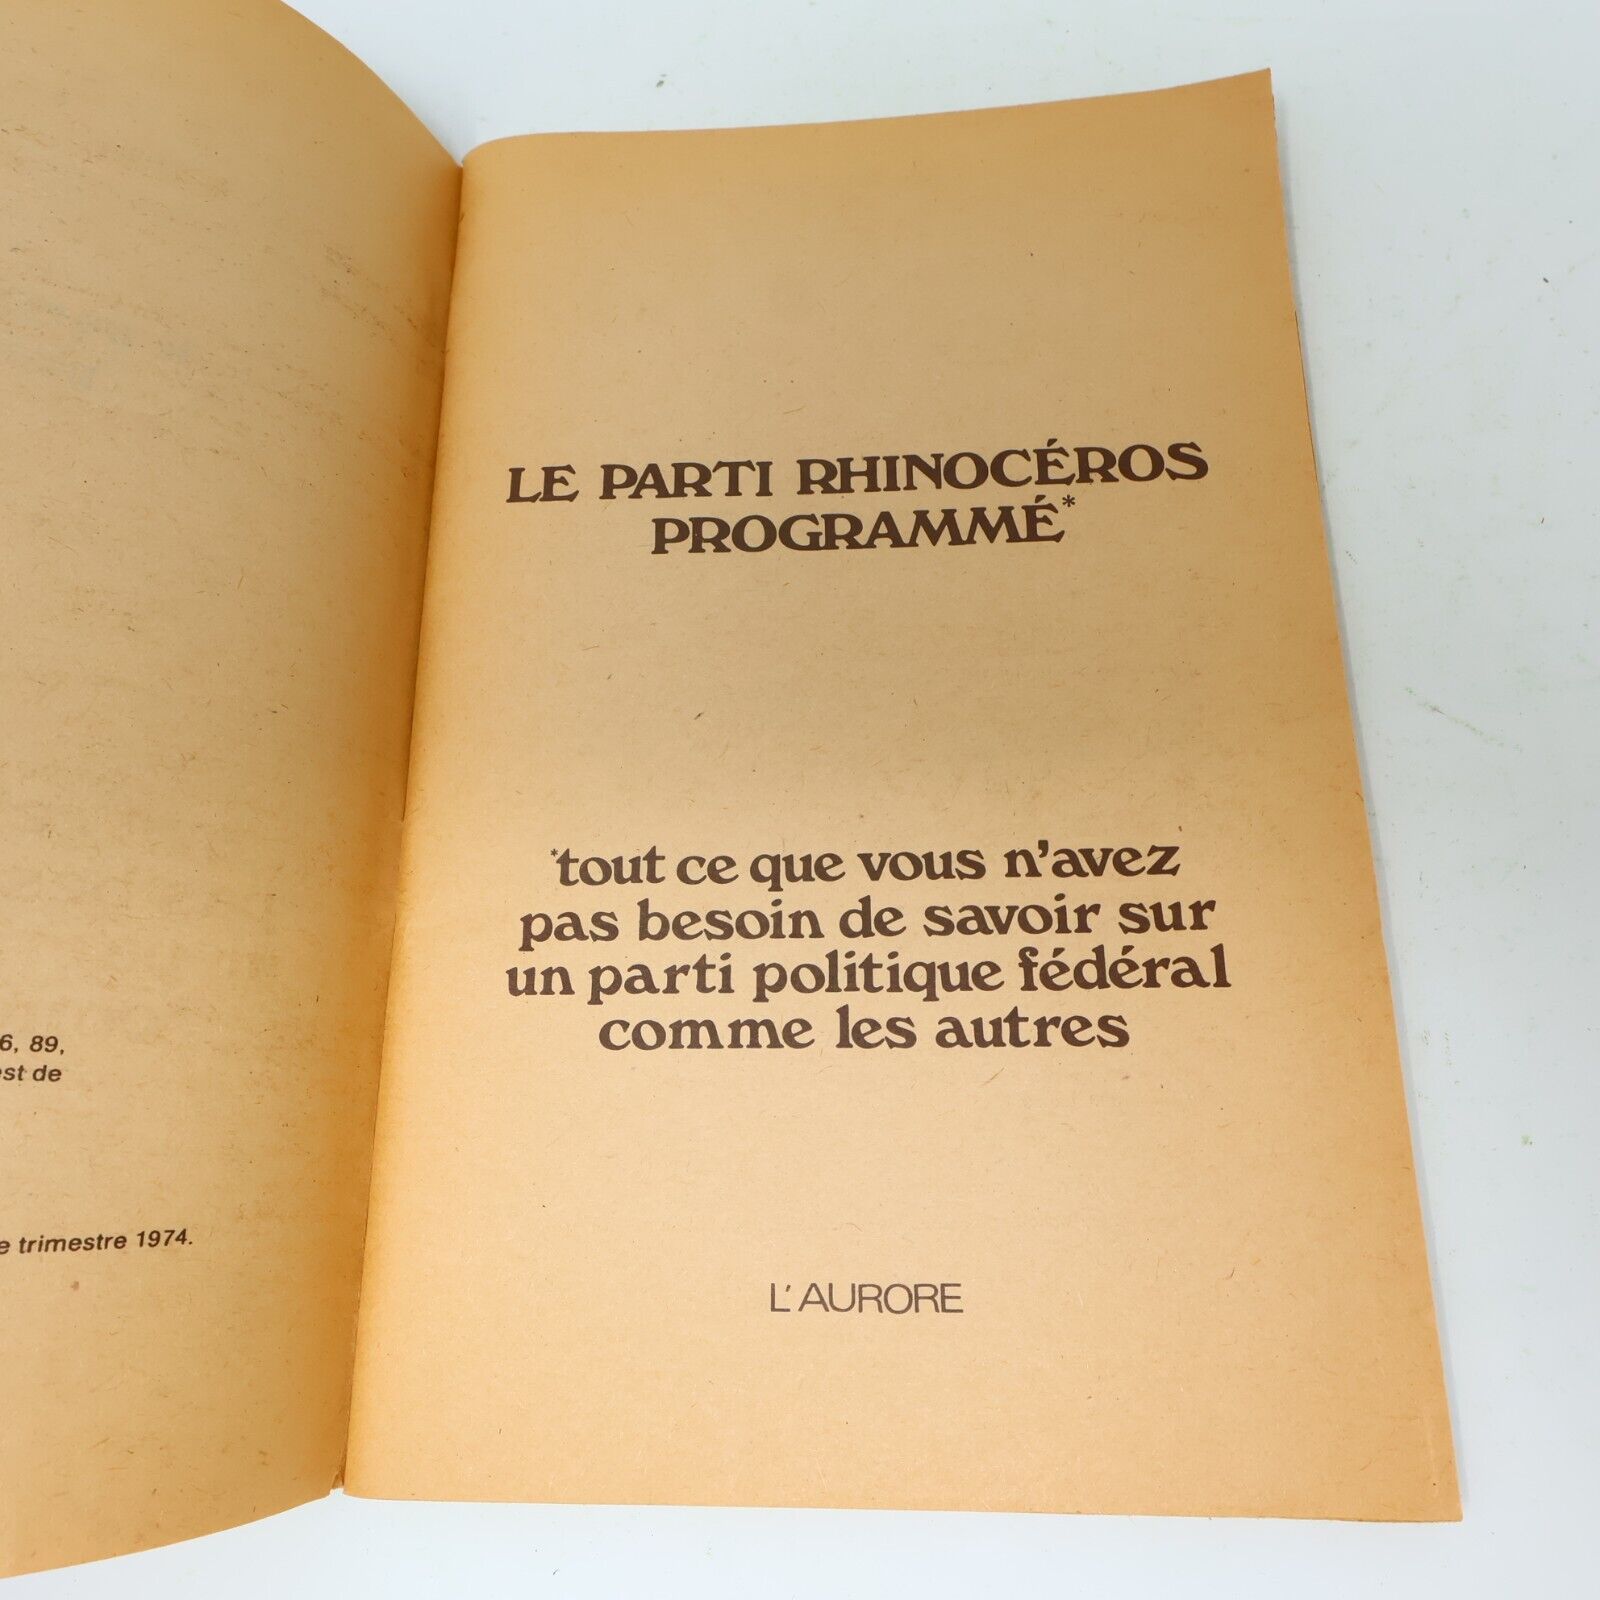 6, 89,
est de
e trimestre 1974.
LE PARTI RHINOCÉROS
PROGRAMMÉ*
*tout ce que vous n'avez
pas besoin de savoir sur
un parti politique fédéral
comme les autres
L'AURORE